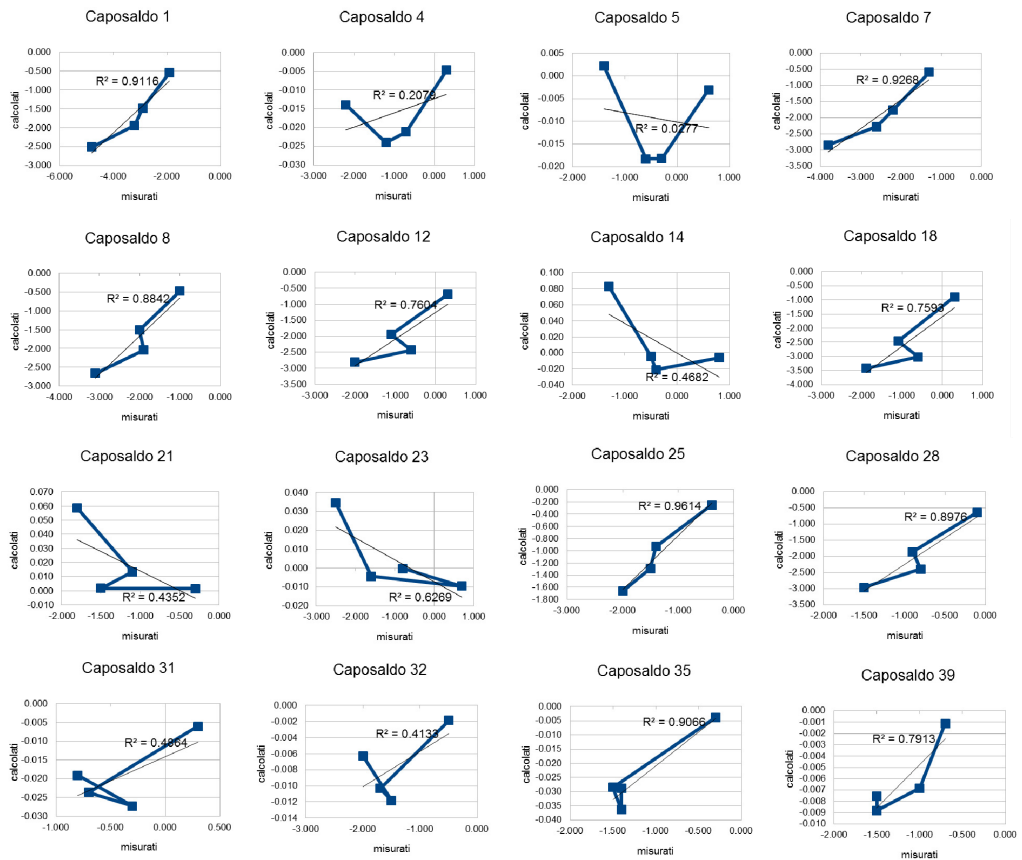 Caposaldo 1
0.000
-0.500
-1.000
-1.500
-2.000
-2.500
-3.000
calcolati
R² = 0.9116
-6.000 -4.000 -2.000 0.000
misurati
Caposaldo 4
0.000
-0.005
-0.010
-0.015
-0.020
-0.025
-0.030
calcolati
R² = 0.2079
-3.000 -2.000 -1.000 0.000 1.000
misurati
Caposaldo 5
0.005
0.000
-0.005
-0.010
-0.015
-0.020
calcolati
R² = 0.0277
-2.000 -1.000 0.000 1.000
misurati
Caposaldo 7
0.000
-0.500
-1.000
-1.500
-2.000
-2.500
-3.000
-3.500
calcolati
R² = 0.9268
-4.000 -3.000 -2.000 -1.000 0.000
misurati
Caposaldo 8
0.000
-0.500
-1.000
-1.500
-2.000
-2.500
-3.000
calcolati
R² = 0.8842
-4.000 -3.000 -2.000 -1.000 0.000
misurati
Caposaldo 12
0.000
-0.500
-1.000
-1.500
-2.000
-2.500
-3.000
-3.500
calcolati
R² = 0.7604
-3.000 -2.000 -1.000 0.000 1.000
misurati
Caposaldo 14
0.100
0.080
0.060
0.040
0.020
0.000
-0.020
-0.040
calcolati
R² = 0.4682
-2.000 -1.000 0.000 1.000
misurati
Caposaldo 18
0.000
-0.500
-1.000
-1.500
-2.000
-2.500
-3.000
-3.500
-4.000
calcolati
R² = 0.7593
-3.000 -2.000 -1.000 0.000 1.000
misurati
Caposaldo 21
0.070
0.060
0.050
0.040
0.030
0.020
0.010
0.000
-0.010
calcolati
R² = 0.4352
-2.000 -1.500 -1.000 -0.500 0.000
misurati
Caposaldo 23
0.040
0.030
0.020
0.010
0.000
-0.010
-0.020
calcolati
R² = 0.6269
-3.000 -2.000 -1.000 0.000 1.000
misurati
Caposaldo 25
0.000
-0.200
-0.400
-0.600
-0.800
-1.000
-1.200
-1.400
-1.600
-1.800
calcolati
R² = 0.9614
-3.000 -2.000 -1.000 0.000
misurati
Caposaldo 28
0.000
-0.500
-1.000
-1.500
-2.000
-2.500
-3.000
-3.500
calcolati
R² = 0.8976
-2.000 -1.500 -1.000 -0.500 0.000
misurati
Caposaldo 31
0.000
-0.005
-0.010
-0.015
-0.020
-0.025
-0.030
calcolati
R² = 0.4964
-1.000 -0.500 0.000 0.500
misurati
Caposaldo 32
0.000
-0.002
-0.004
-0.006
-0.008
-0.010
-0.012
-0.014
calcolati
R² = 0.4133
-3.000 -2.000 -1.000 0.000
misurati
Caposaldo 35
0.000
-0.005
-0.010
-0.015
-0.020
-0.025
-0.030
-0.035
-0.040
calcolati
R² = 0.9066
-2.000 -1.500 -1.000 -0.500 0.000
misurati
Caposaldo 39
0.000
-0.001
-0.002
-0.003
-0.004
-0.005
-0.006
-0.007
-0.008
-0.009
-0.010
calcolati
R² = 0.7913
-2.000 -1.500 -1.000 -0.500 0.000
misurati